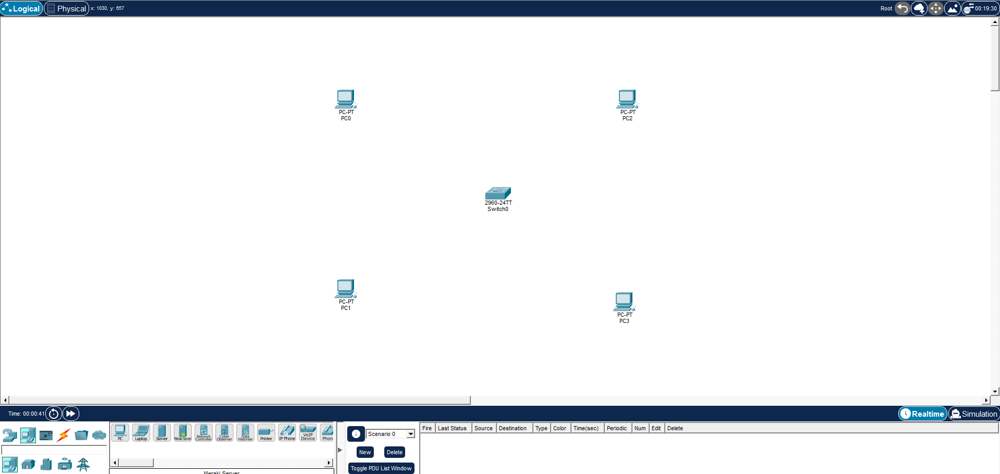 Logical Physical x: 1030, y: 657 Root 00:19:30
PC-PT
PC0
PC-PT
PC2
2960-24TT
Switch0
PC-PT
PC1
PC-PT
PC3
Time: 00:00:41 Realtime Simulation
PC Laptop Server Meraki Server Network Controller Cyber Observer Data Historian Printer IP Phone VoIP Device Phon
Meraki Server
Scenario 0
New Delete
Toggle PDU List Window
Fire Last Status Source Destination Type Color Time(sec) Periodic Num Edit Delete